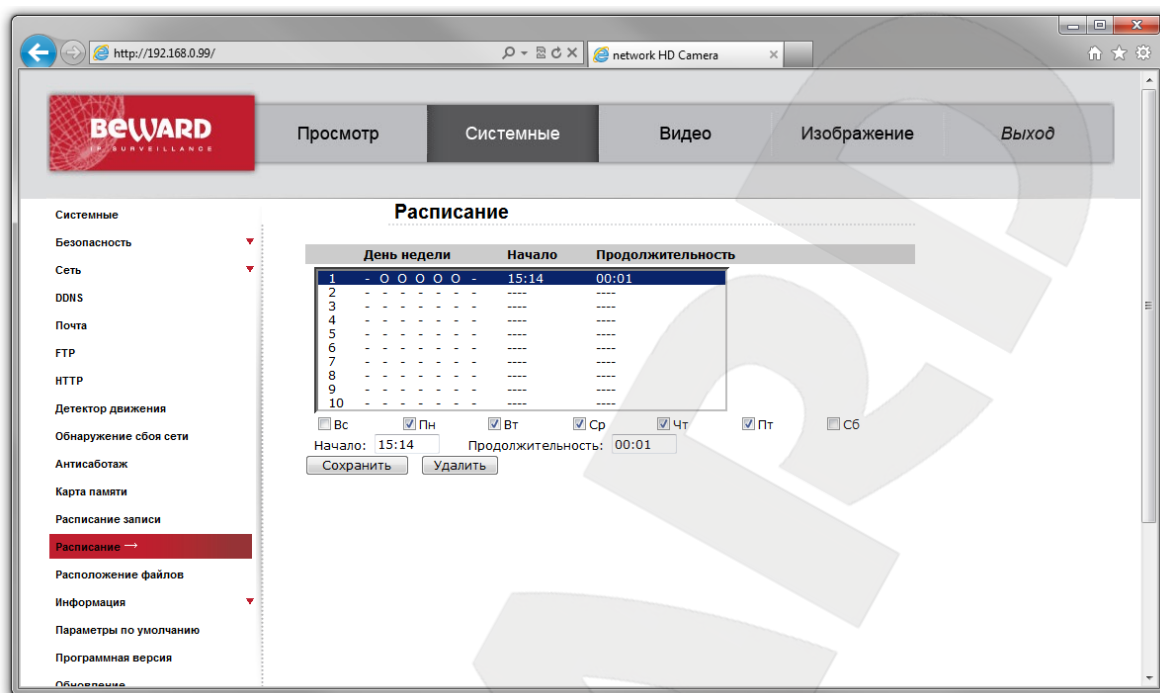 http://192.168.0.99/
network HD Camera
BEWARD
IP SURVEILLANCE
Просмотр Системные Видео Изображение Выход
Системные
Безопасность
Сеть
DDNS
Почта
FTP
HTTP
Детектор движения
Обнаружение сбоя сети
Антисаботаж
Карта памяти
Расписание записи
Расписание →
Расположение файлов
Информация
Параметры по умолчанию
Программная версия
Обновление
Расписание
День недели Начало Продолжительность
1 - O O O O O - 15:14 00:01
2 - - - - - - - ---- ----
3 - - - - - - - ---- ----
4 - - - - - - - ---- ----
5 - - - - - - - ---- ----
6 - - - - - - - ---- ----
7 - - - - - - - ---- ----
8 - - - - - - - ---- ----
9 - - - - - - - ---- ----
10 - - - - - - - ---- ----
Вс Пн Вт Ср Чт Пт Сб
Начало: 15:14 Продолжительность: 00:01
Сохранить Удалить